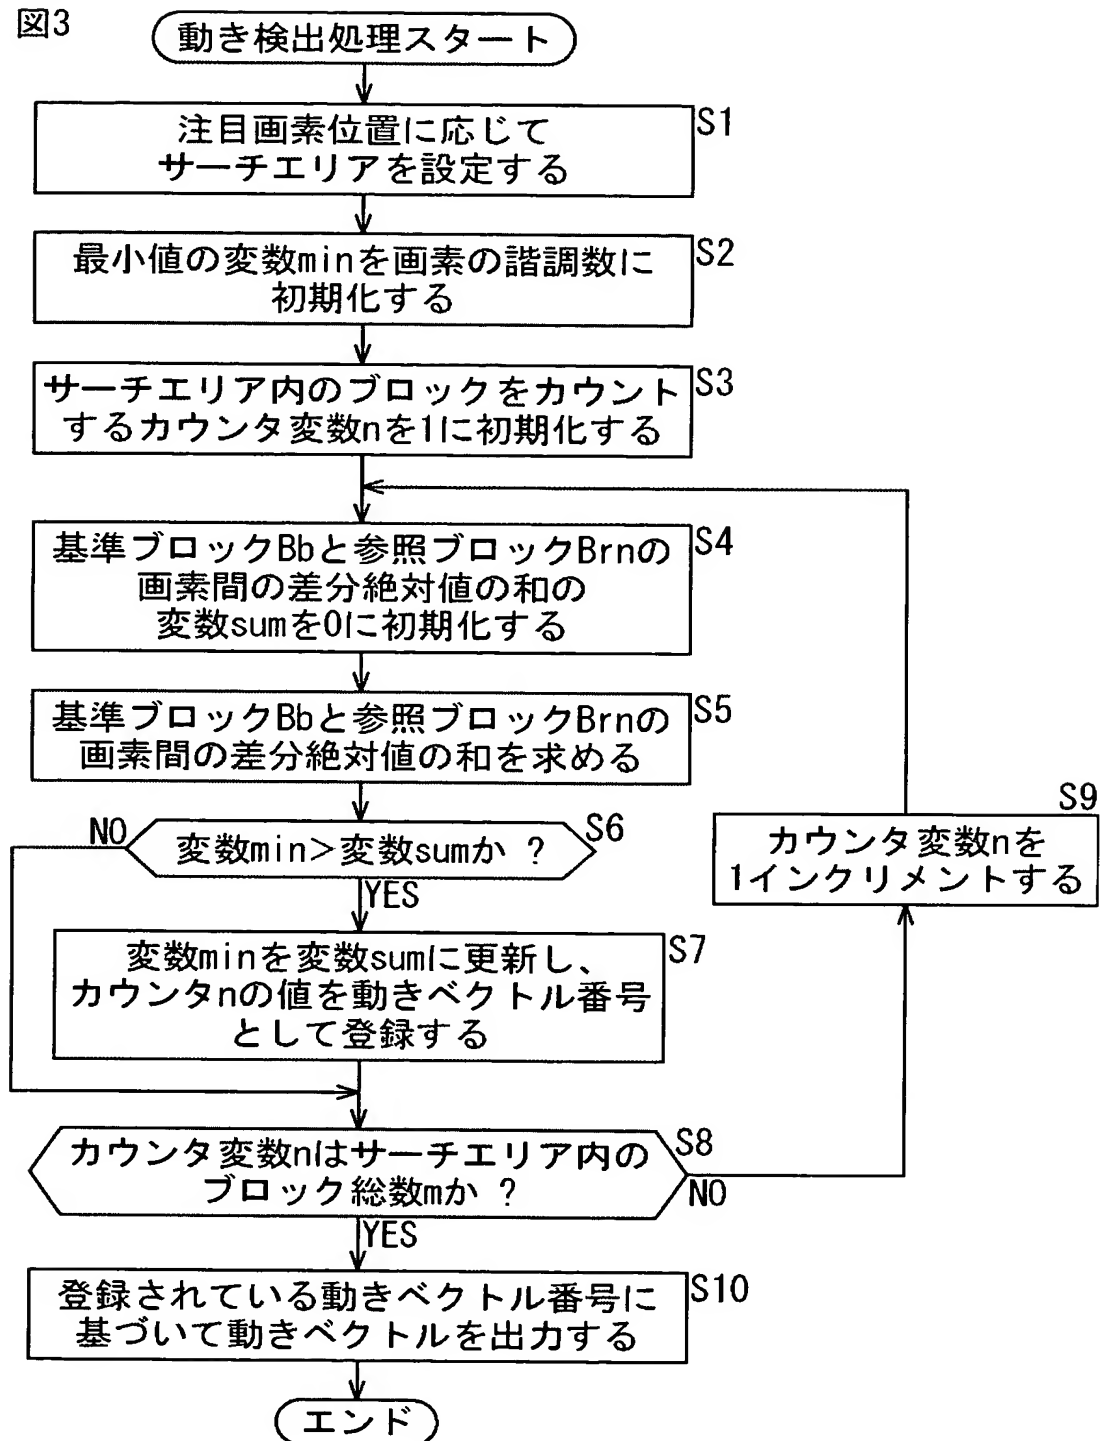 図3
動き検出処理スタート
S1
注目画素位置に応じて
サーチエリアを設定する
S2
最小値の変数minを画素の諧調数に
初期化する
S3
サーチエリア内のブロックをカウント
するカウンタ変数nを1に初期化する
S4
基準ブロックBbと参照ブロックBrnの
画素間の差分絶対値の和の
変数sumを0に初期化する
S5
基準ブロックBbと参照ブロックBrnの
画素間の差分絶対値の和を求める
S6
変数min>変数sumか ?
NO
YES
S7
変数minを変数sumに更新し、
カウンタnの値を動きベクトル番号
として登録する
S8
カウンタ変数nはサーチエリア内の
ブロック総数mか ?
NO
YES
S9
カウンタ変数nを
1インクリメントする
S10
登録されている動きベクトル番号に
基づいて動きベクトルを出力する
エンド